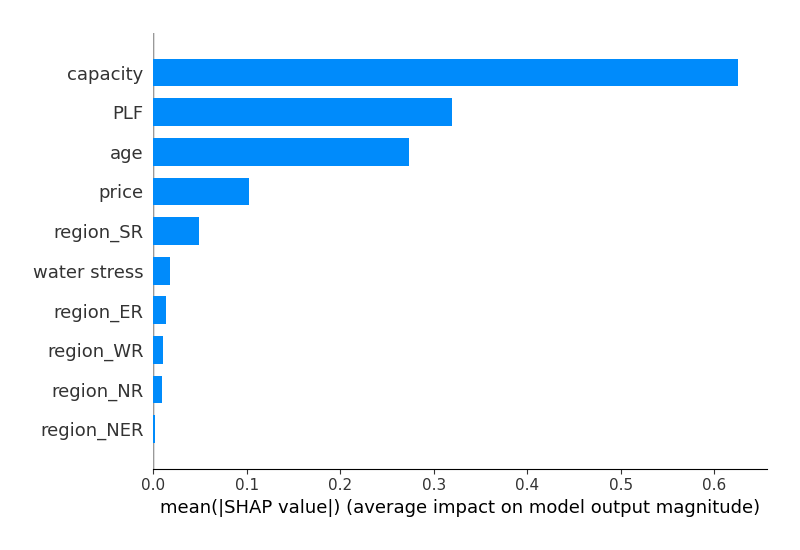 capacity
PLF
age
price
region_SR
water stress
region_ER
region_WR
region_NR
region_NER
0.0 0.1 0.2 0.3 0.4 0.5 0.6
mean(|SHAP value|) (average impact on model output magnitude)